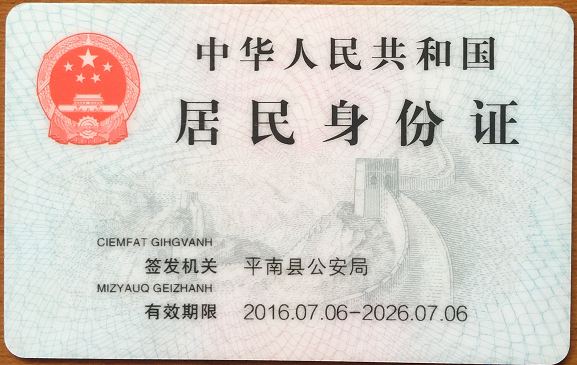 中华人民共和国
居民身份证
CIEMFAT GIHGVANH
签发机关 平南县公安局
MIZYAUQ GEIZHANH
有效期限 2016.07.06-2026.07.06